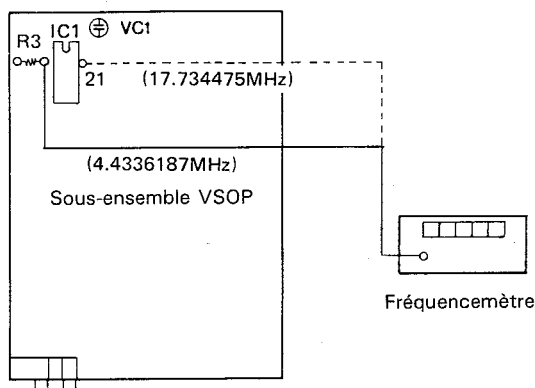 IC1 VC1
R3
21 (17.734475MHz)
(4.4336187MHz)
Sous-ensemble VSOP
Fréquencemètre